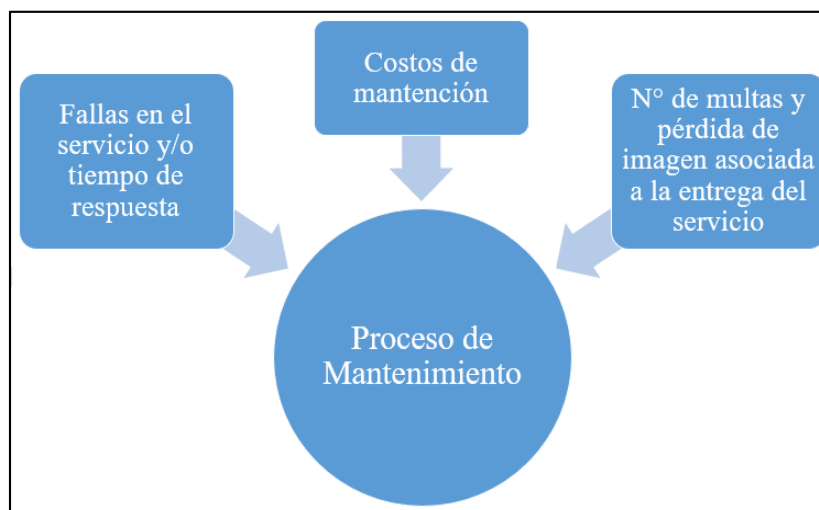 Fallas en el
servicio y/o
tiempo de
respuesta
Costos de
mantención
N° de multas y
pérdida de
imagen asociada
a la entrega del
servicio
Proceso de
Mantenimiento